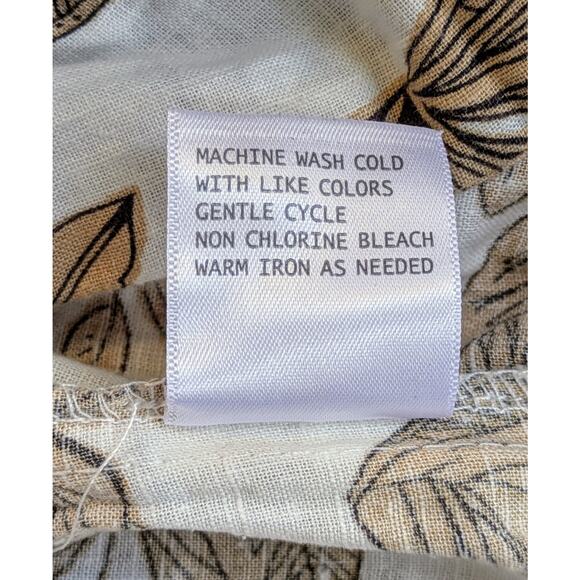 MACHINE WASH COLD
WITH LIKE COLORS
GENTLE CYCLE
NON CHLORINE BLEACH
WARM IRON AS NEEDED